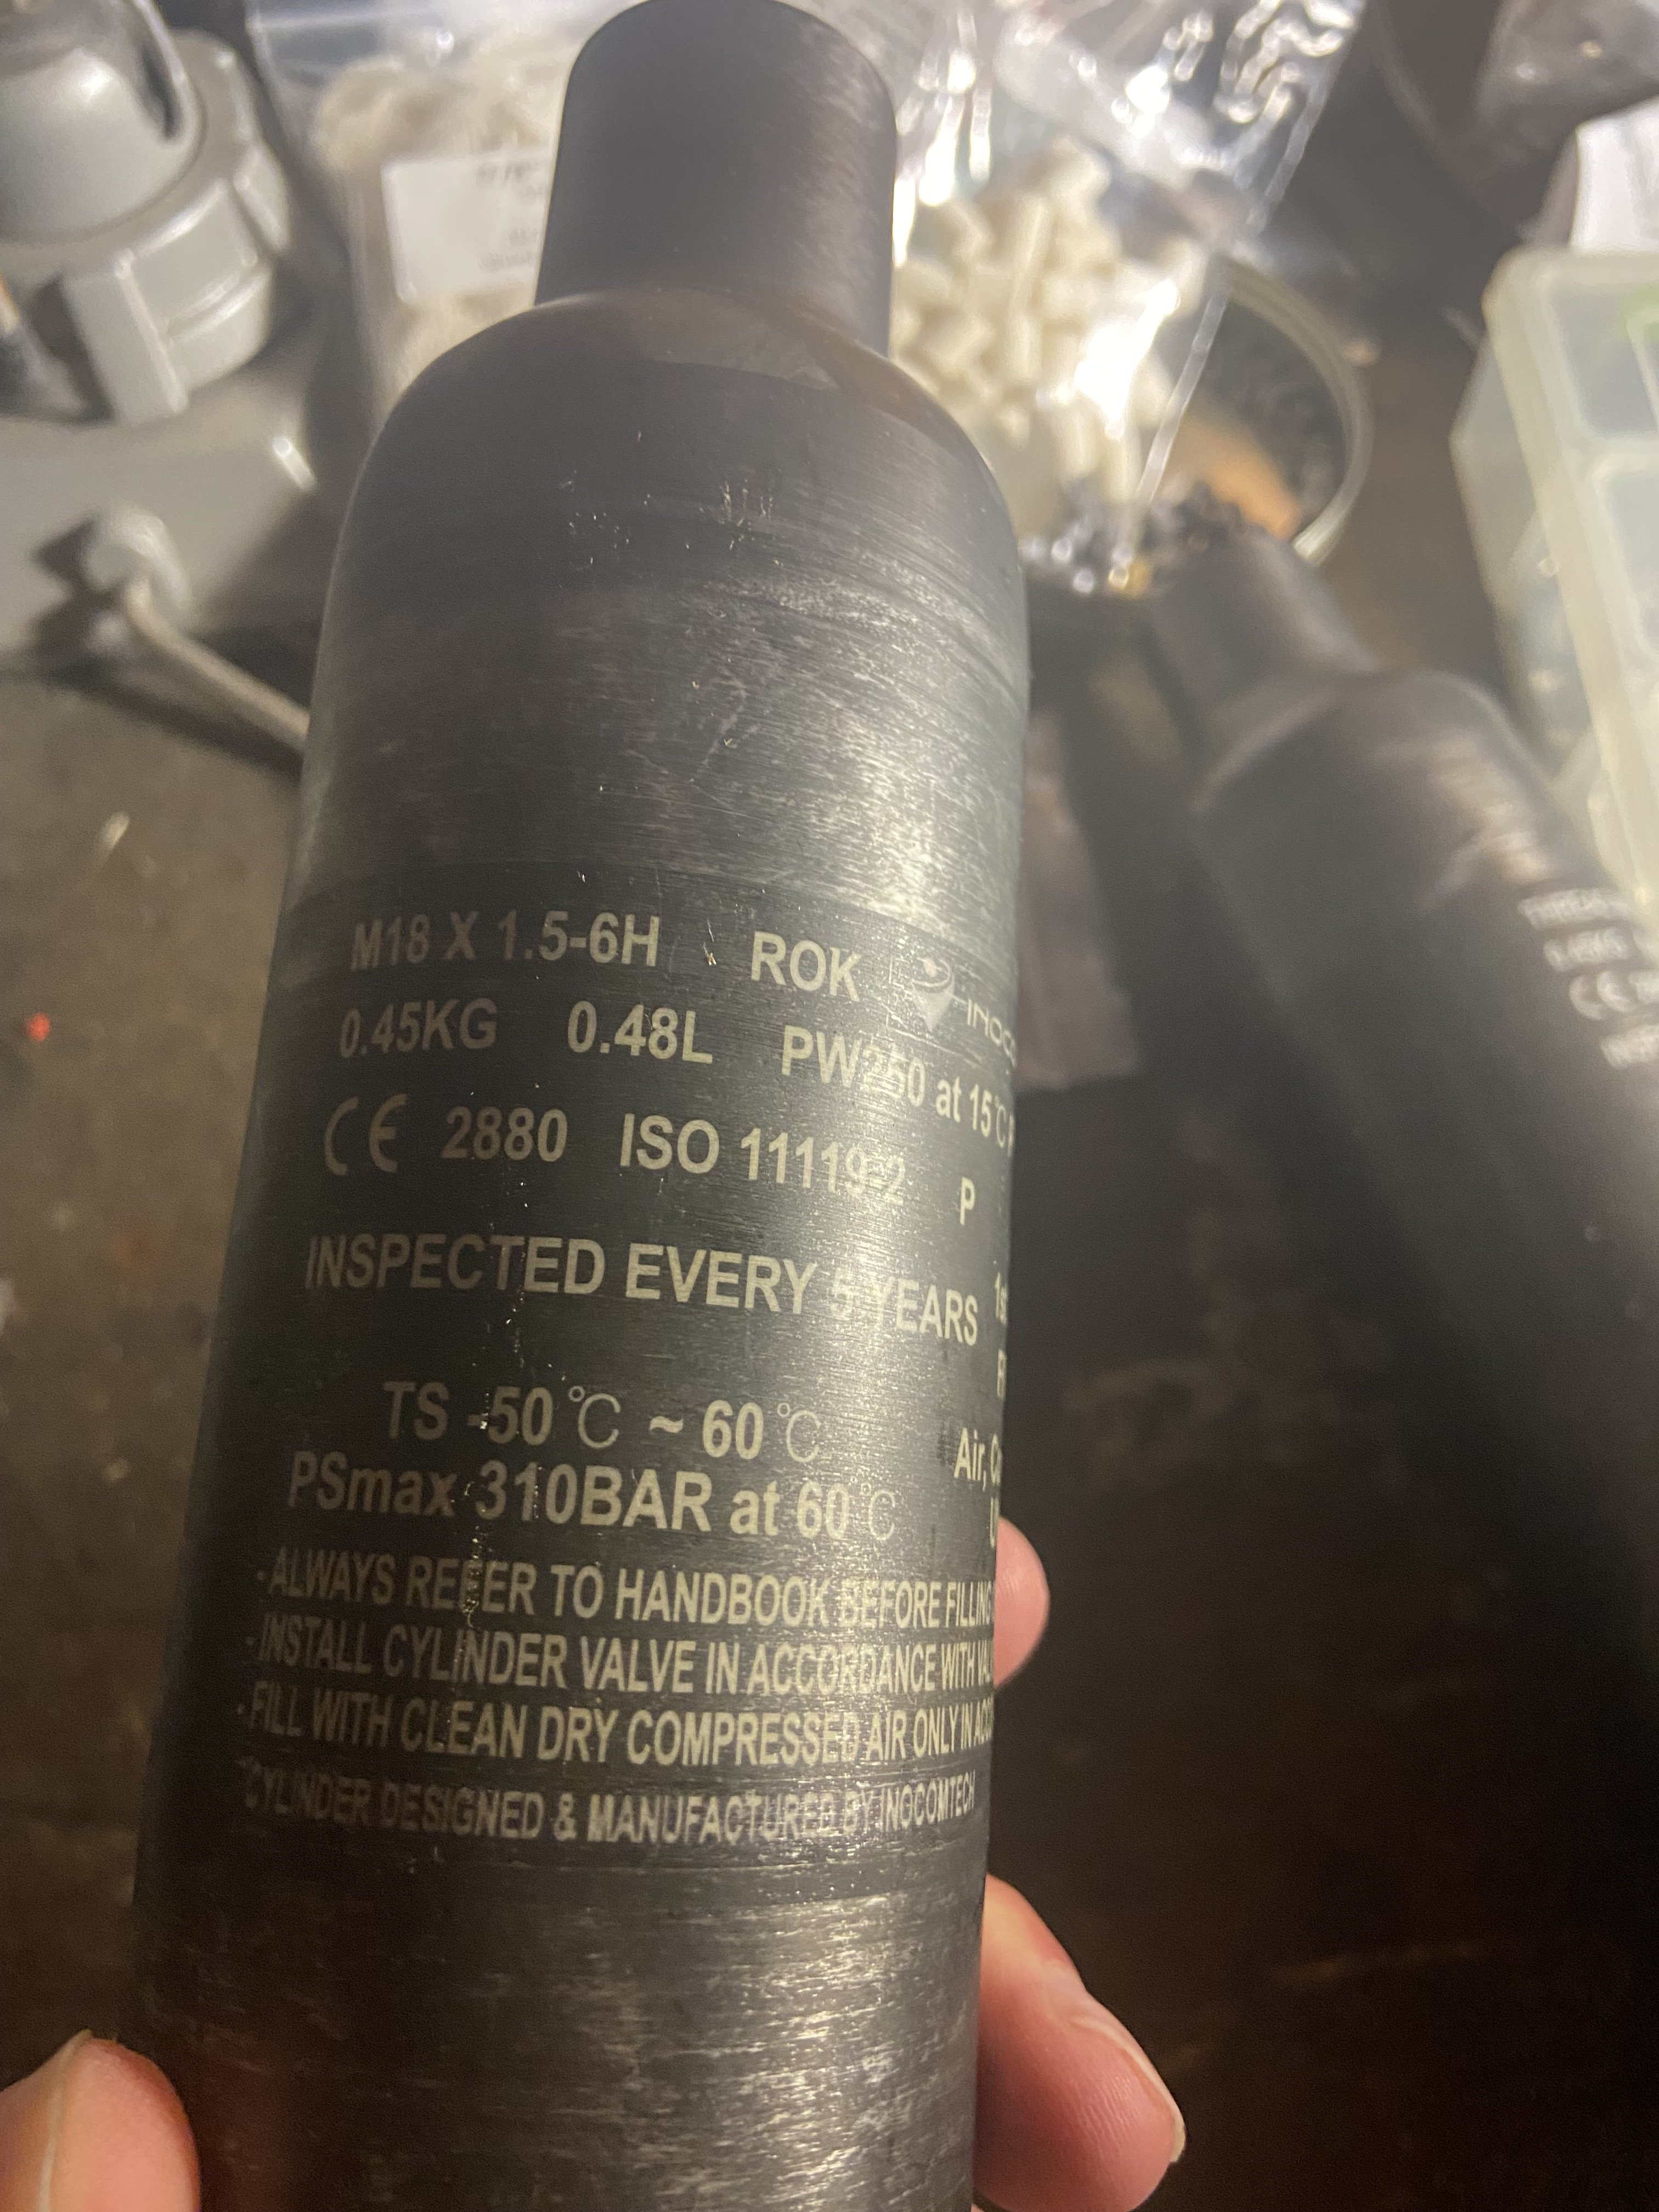 M18 X 1.5-6H ROK
0.45KG 0.48L PW250 at 15℃
CE 2880 ISO 11119-2 P
INSPECTED EVERY 5 YEARS
TS -50℃ ~ 60℃
Air,
PSmax 310BAR at 60℃
-ALWAYS REFER TO HANDBOOK BEFORE FILLING
-INSTALL CYLINDER VALVE IN ACCORDANCE WITH
-FILL WITH CLEAN DRY COMPRESSED AIR ONLY IN
*CYLINDER DESIGNED & MANUFACTURED BY INOCOMTECH
CE